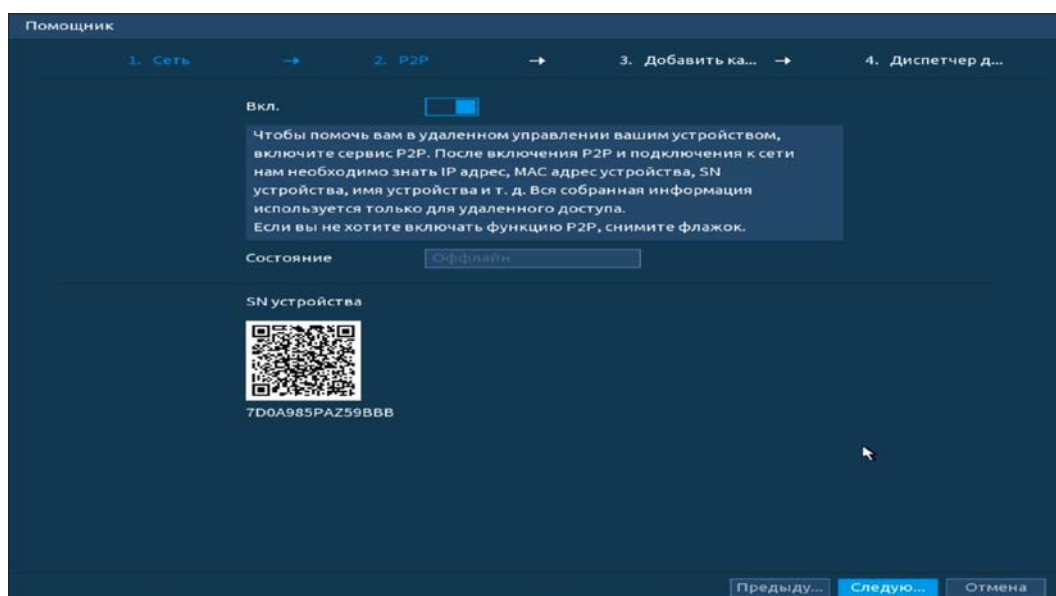 Помощник
1. Сеть → 2. P2P → 3. Добавить ка... → 4. Диспетчер д...
Вкл.
Чтобы помочь вам в удаленном управлении вашим устройством,
включите сервис P2P. После включения P2P и подключения к сети
нам необходимо знать IP адрес, MAC адрес устройства, SN
устройства, имя устройства и т. д. Вся собранная информация
используется только для удаленного доступа.
Если вы не хотите включать функцию P2P, снимите флажок.
Состояние Оффлайн
SN устройства
7D0A985PAZ59BBB
Предыду... Следую... Отмена